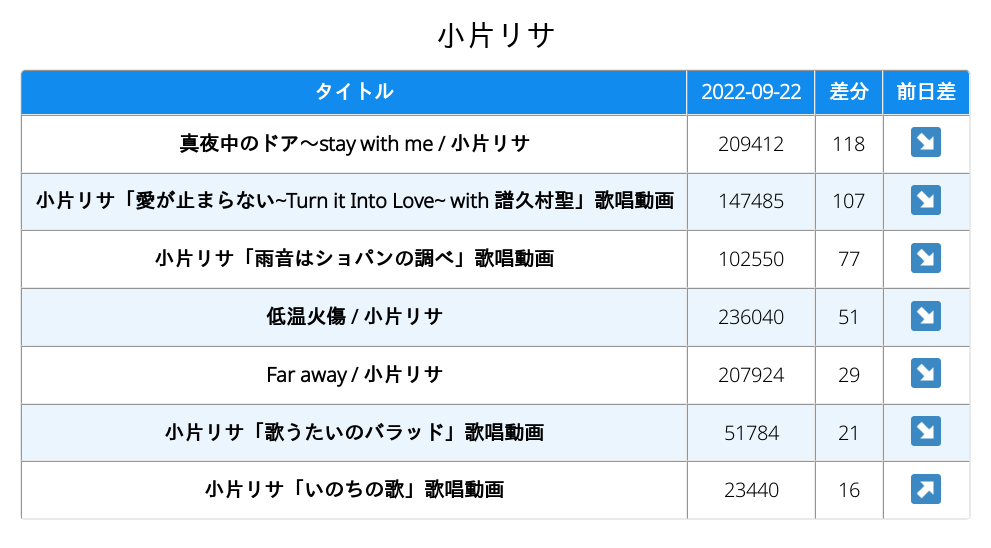 小片リサ
タイトル 2022-09-22 差分 前日差
真夜中のドア〜stay with me / 小片リサ 209412 118 ↘
小片リサ「愛が止まらない~Turn it Into Love~ with 譜久村聖」歌唱動画 147485 107 ↘
小片リサ「雨音はショパンの調べ」歌唱動画 102550 77 ↘
低温火傷 / 小片リサ 236040 51 ↘
Far away / 小片リサ 207924 29 ↘
小片リサ「歌うたいのバラッド」歌唱動画 51784 21 ↘
小片リサ「いのちの歌」歌唱動画 23440 16 ↗